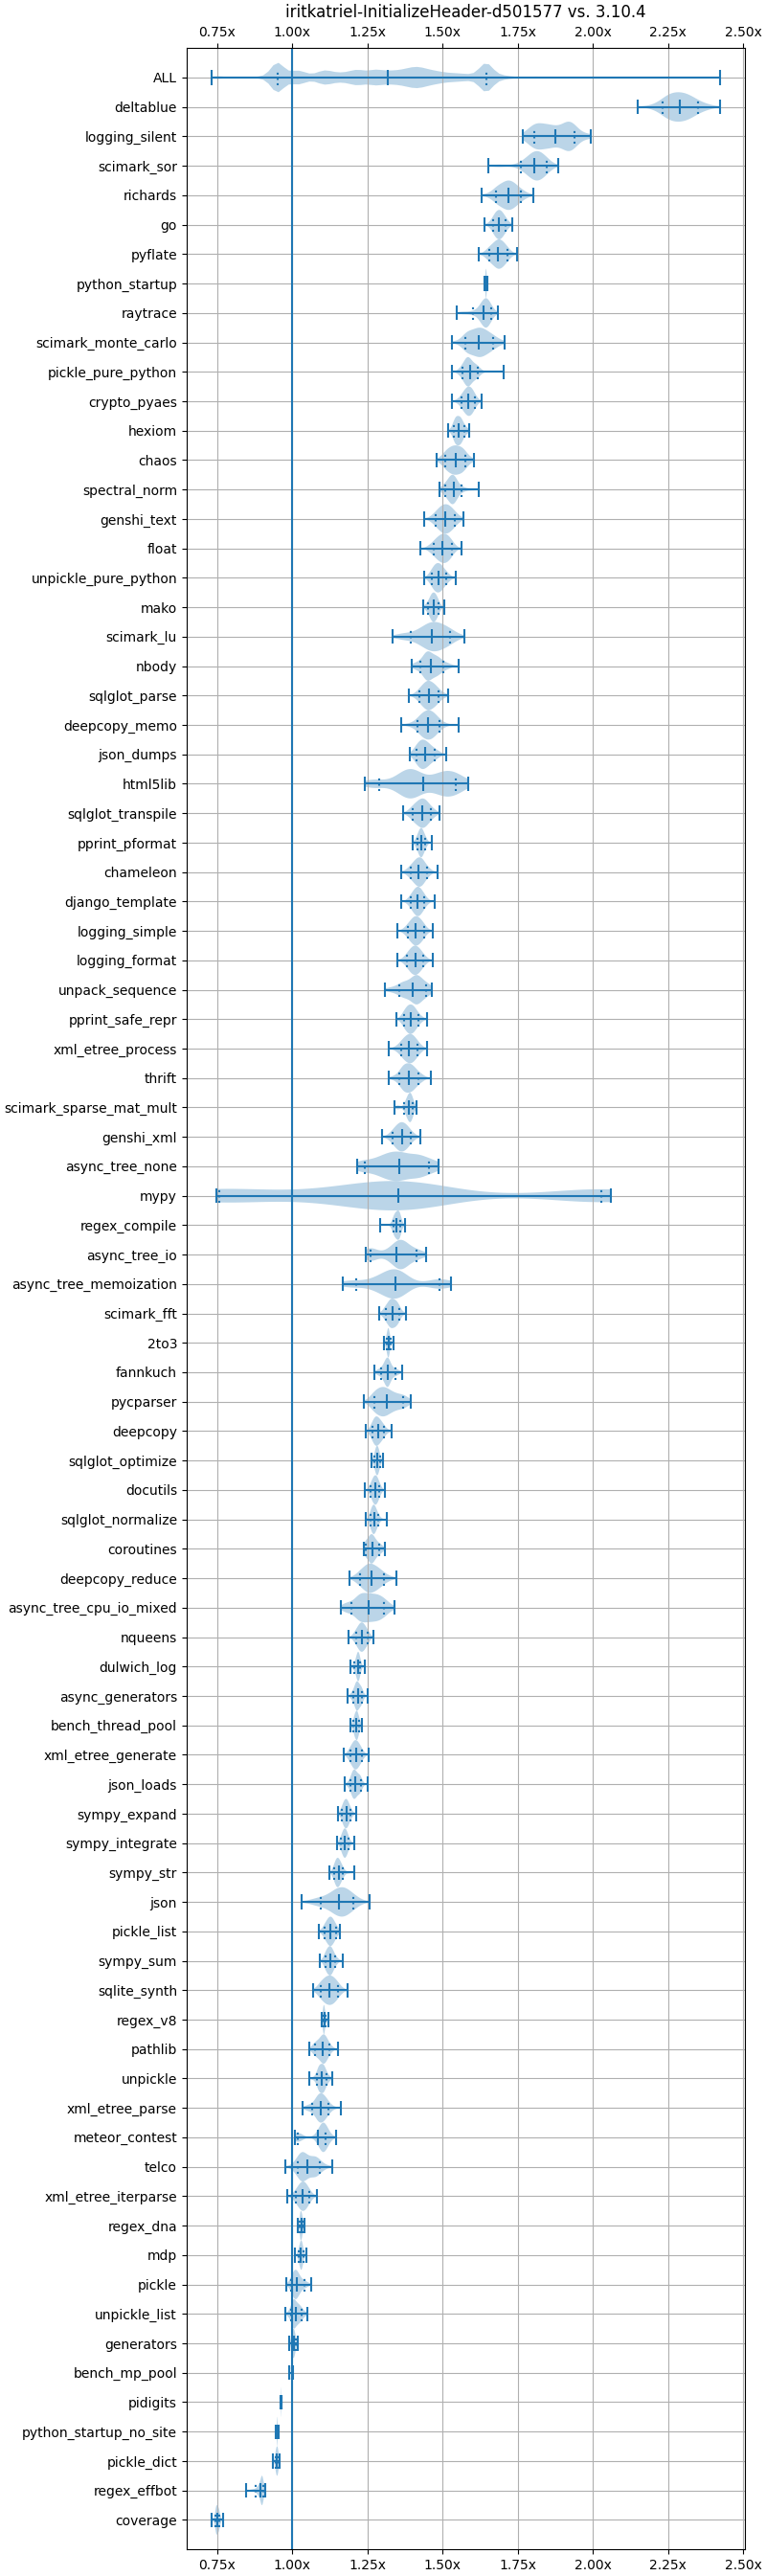 iritkatriel-InitializeHeader-d501577 vs. 3.10.4
0.75x 1.00x 1.25x 1.50x 1.75x 2.00x 2.25x 2.50x
ALL
deltablue
logging_silent
scimark_sor
richards
go
pyflate
python_startup
raytrace
scimark_monte_carlo
pickle_pure_python
crypto_pyaes
hexiom
chaos
spectral_norm
genshi_text
float
unpickle_pure_python
mako
scimark_lu
nbody
sqlglot_parse
deepcopy_memo
json_dumps
html5lib
sqlglot_transpile
pprint_pformat
chameleon
django_template
logging_simple
logging_format
unpack_sequence
pprint_safe_repr
xml_etree_process
thrift
scimark_sparse_mat_mult
genshi_xml
async_tree_none
mypy
regex_compile
async_tree_io
async_tree_memoization
scimark_fft
2to3
fannkuch
pycparser
deepcopy
sqlglot_optimize
docutils
sqlglot_normalize
coroutines
deepcopy_reduce
async_tree_cpu_io_mixed
nqueens
dulwich_log
async_generators
bench_thread_pool
xml_etree_generate
json_loads
sympy_expand
sympy_integrate
sympy_str
json
pickle_list
sympy_sum
sqlite_synth
regex_v8
pathlib
unpickle
xml_etree_parse
meteor_contest
telco
xml_etree_iterparse
regex_dna
mdp
pickle
unpickle_list
generators
bench_mp_pool
pidigits
python_startup_no_site
pickle_dict
regex_effbot
coverage
0.75x 1.00x 1.25x 1.50x 1.75x 2.00x 2.25x 2.50x